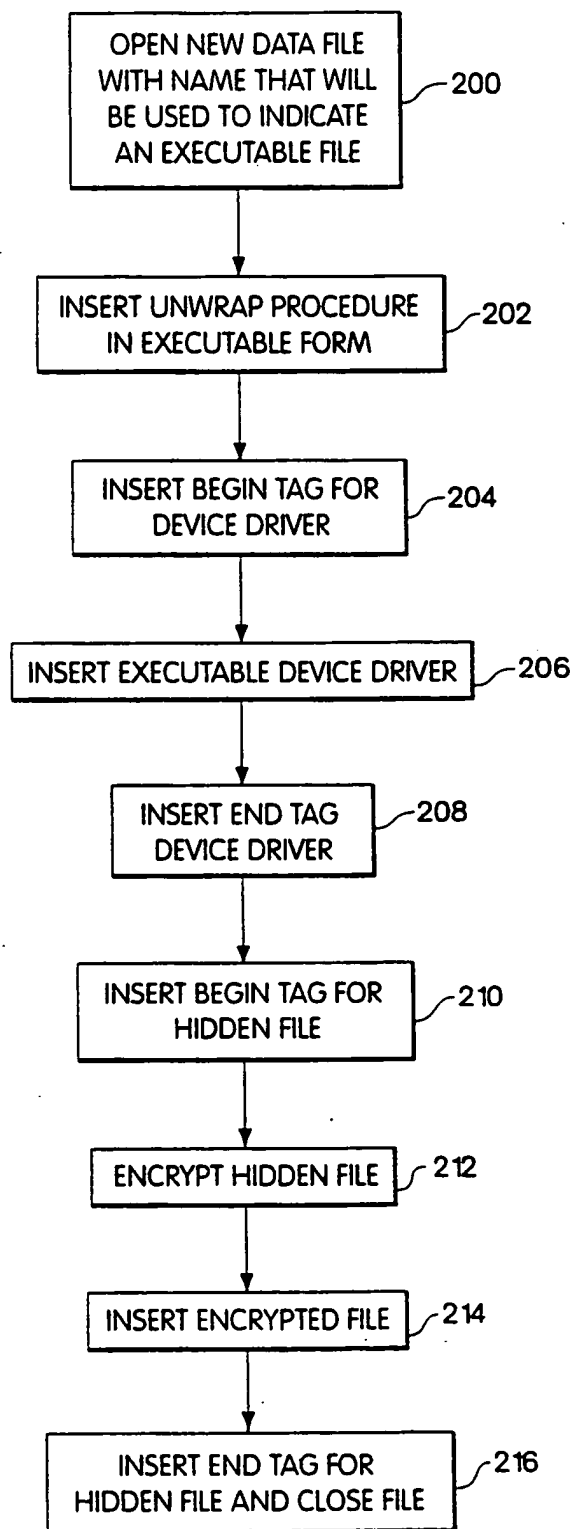 OPEN NEW DATA FILE
WITH NAME THAT WILL
BE USED TO INDICATE
AN EXECUTABLE FILE
200
INSERT UNWRAP PROCEDURE
IN EXECUTABLE FORM
202
INSERT BEGIN TAG FOR
DEVICE DRIVER
204
INSERT EXECUTABLE DEVICE DRIVER
206
INSERT END TAG
DEVICE DRIVER
208
INSERT BEGIN TAG FOR
HIDDEN FILE
210
ENCRYPT HIDDEN FILE
212
INSERT ENCRYPTED FILE
214
INSERT END TAG FOR
HIDDEN FILE AND CLOSE FILE
216